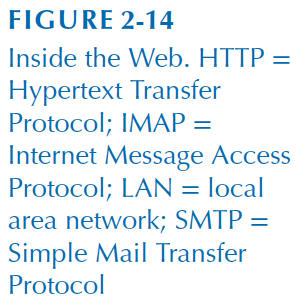 FIGURE 2-14
Inside the Web. HTTP =
Hypertext Transfer
Protocol; IMAP =
Internet Message Access
Protocol; LAN = local
area network; SMTP =
Simple Mail Transfer
Protocol